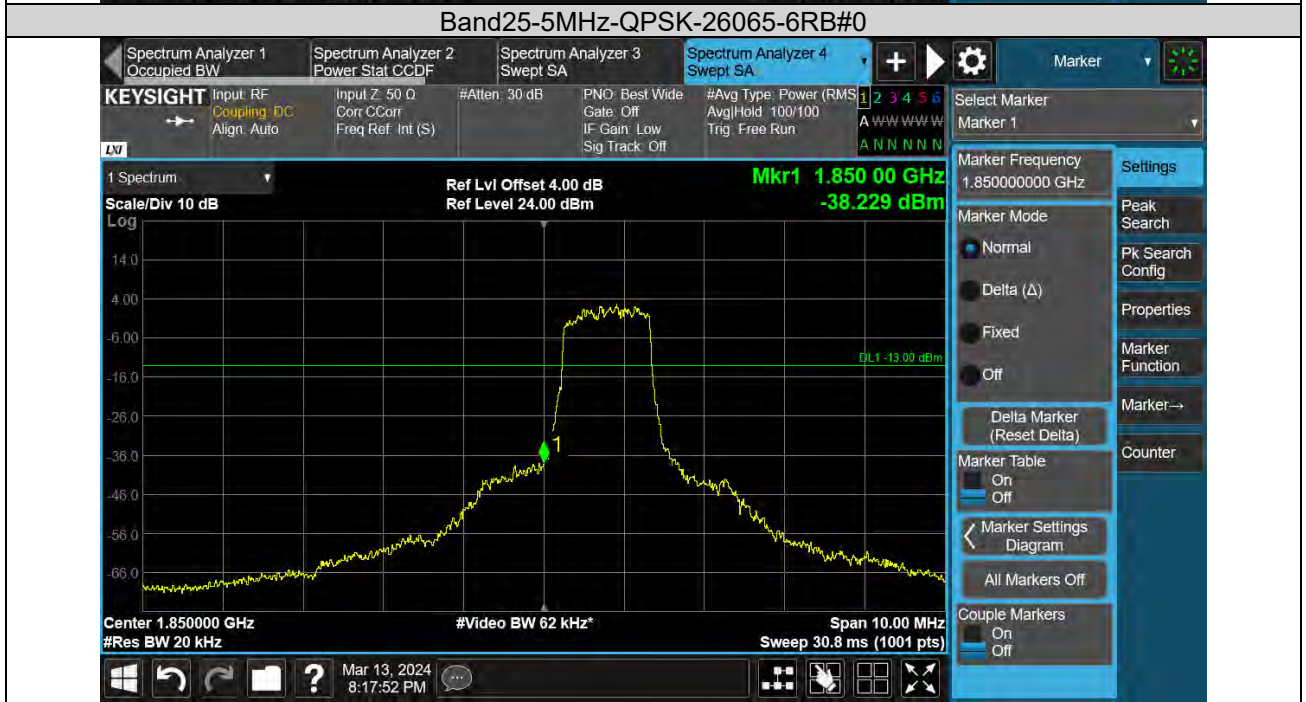 Band25-5MHz-QPSK-26065-6RB#0
Spectrum Analyzer 1
Occupied BW
Spectrum Analyzer 2
Power Stat CCDF
Spectrum Analyzer 3
Swept SA
Spectrum Analyzer 4
Swept SA
Marker
KEYSIGHT
LXI
Input: RF
Coupling: DC
Align: Auto
Input Z: 50 Ω
Corr CCorr
Freq Ref: Int (S)
#Atten: 30 dB
PNO: Best Wide
Gate: Off
IF Gain: Low
Sig Track: Off
#Avg Type: Power (RMS
Avg|Hold: 100/100
Trig: Free Run
1 2 3 4 5 6
A W W W W W
A N N N N N
Select Marker
Marker 1
1 Spectrum
Scale/Div 10 dB
Log
Ref Lvl Offset 4.00 dB
Ref Level 24.00 dBm
Mkr1 1.850 00 GHz
-38.229 dBm
14.0
4.00
-6.00
-16.0
-26.0
-36.0
-46.0
-56.0
-66.0
DL1 -13.00 dBm
1
Center 1.850000 GHz
#Res BW 20 kHz
#Video BW 62 kHz*
Span 10.00 MHz
Sweep 30.8 ms (1001 pts)
Marker Frequency
1.850000000 GHz
Marker Mode
Normal
Delta (Δ)
Fixed
Off
Delta Marker
(Reset Delta)
Marker Table
On
Off
Marker Settings
Diagram
All Markers Off
Couple Markers
On
Off
Settings
Peak
Search
Pk Search
Config
Properties
Marker
Function
Marker→
Counter
?
Mar 13, 2024
8:17:52 PM